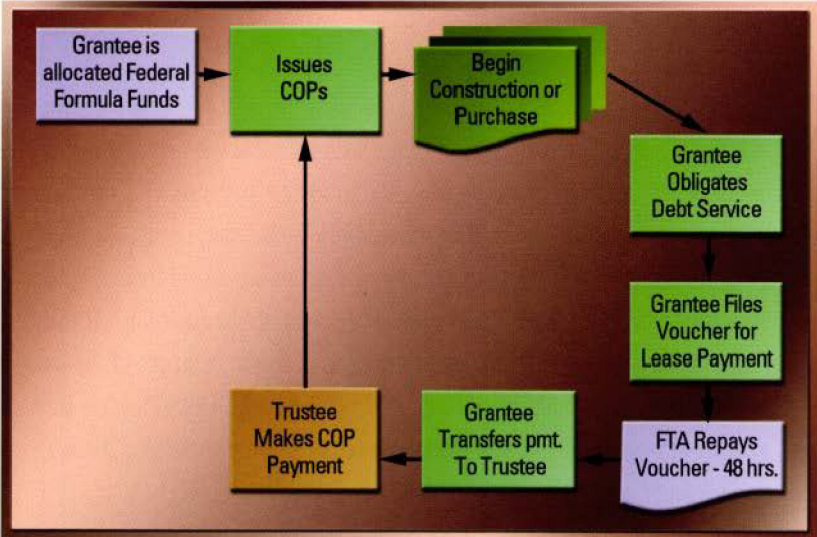 Grantee is
allocated Federal
Formula Funds
Issues
COPs
Begin
Construction or
Purchase
Grantee
Obligates
Debt Service
Grantee Files
Voucher for
Lease Payment
FTA Repays
Voucher - 48 hrs.
Grantee
Transfers pmt.
To Trustee
Trustee
Makes COP
Payment